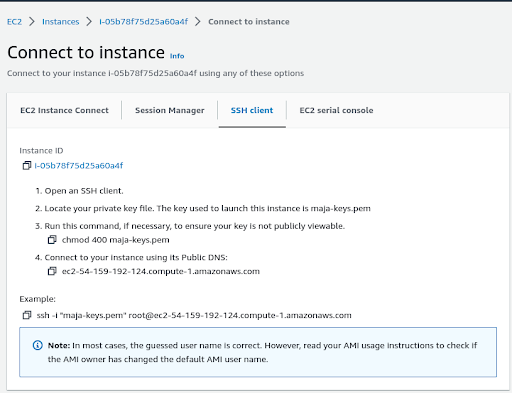 EC2 > Instances > i-05b78f75d25a60a4f > Connect to instance
Connect to instance Info
Connect to your instance i-05b78f75d25a60a4f using any of these options
EC2 Instance Connect Session Manager SSH client EC2 serial console
Instance ID
i-05b78f75d25a60a4f
1. Open an SSH client.
2. Locate your private key file. The key used to launch this instance is maja-keys.pem
3. Run this command, if necessary, to ensure your key is not publicly viewable.
chmod 400 maja-keys.pem
4. Connect to your instance using its Public DNS:
ec2-54-159-192-124.compute-1.amazonaws.com
Example:
ssh -i "maja-keys.pem" root@ec2-54-159-192-124.compute-1.amazonaws.com
Note: In most cases, the guessed user name is correct. However, read your AMI usage instructions to check if
the AMI owner has changed the default AMI user name.